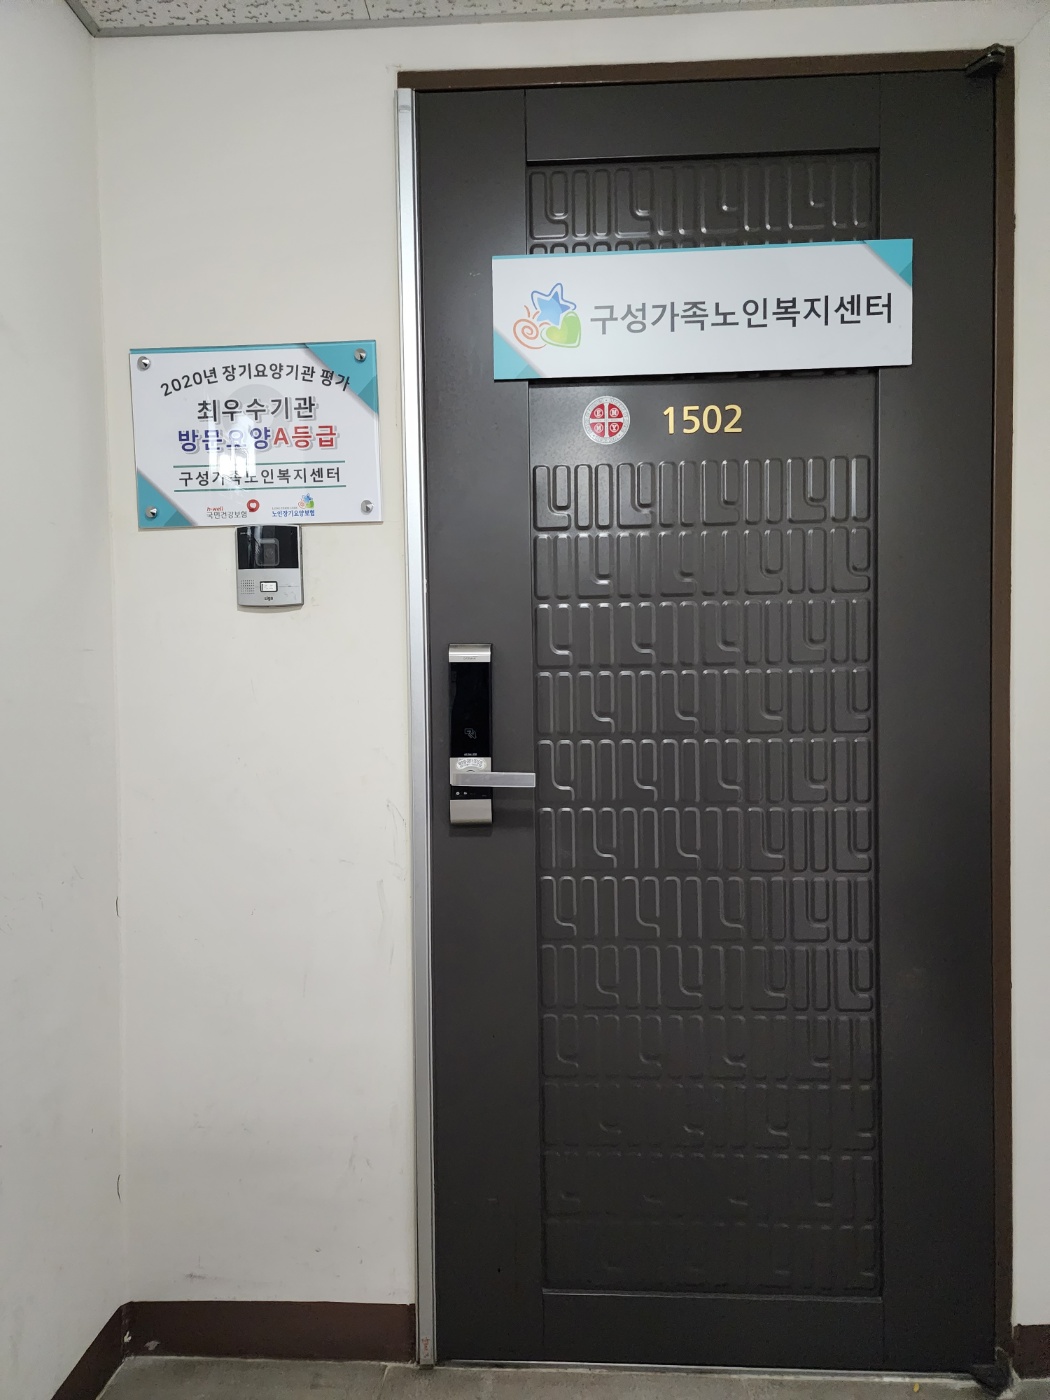 2020년 장기요양기관 평가
최우수기관
방문요양A등급
구성가족노인복지센터
h·well
국민건강보험
노인장기요양보험
구성가족노인복지센터
1502